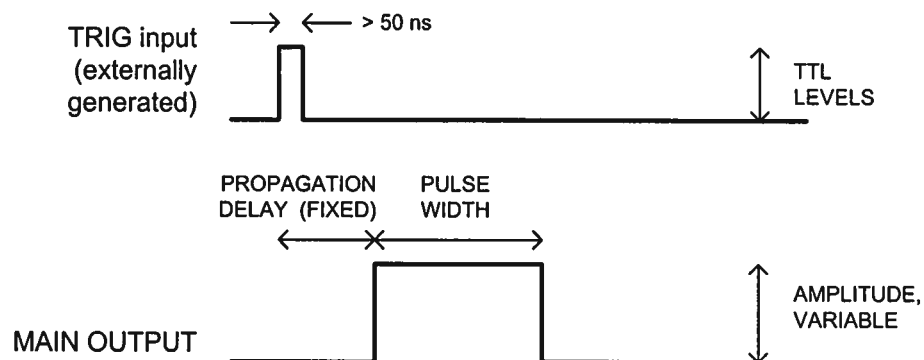 > 50 ns
TRIG input
(externally
generated)
TTL
LEVELS
PROPAGATION
DELAY (FIXED)
PULSE
WIDTH
AMPLITUDE,
VARIABLE
MAIN OUTPUT